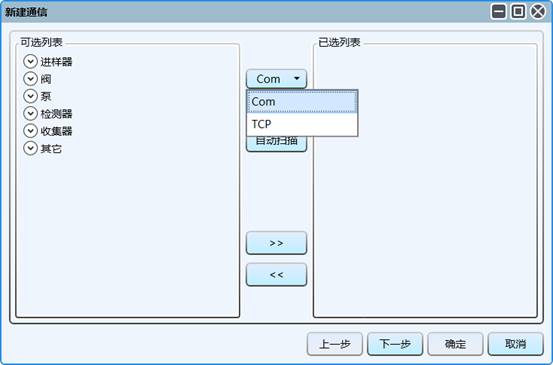 新建通信
可选列表
已选列表
进样器
阀
泵
检测器
收集器
其它
Com
Com
TCP
自动扫描
>>
<<
上一步
下一步
确定
取消